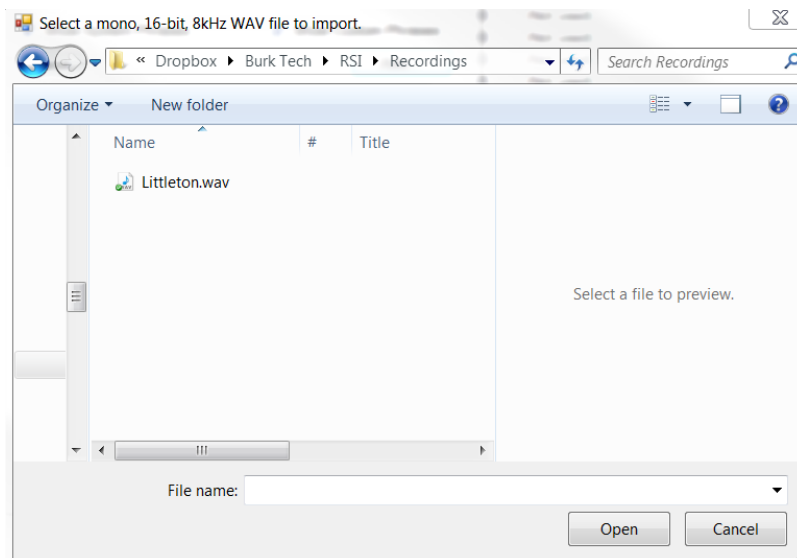 Select a mono, 16-bit, 8kHz WAV file to import.
« Dropbox ▸ Burk Tech ▸ RSI ▸ Recordings
Search Recordings
Organize ▾ New folder
Name # Title
Littleton.wav
Select a file to preview.
File name:
Open Cancel